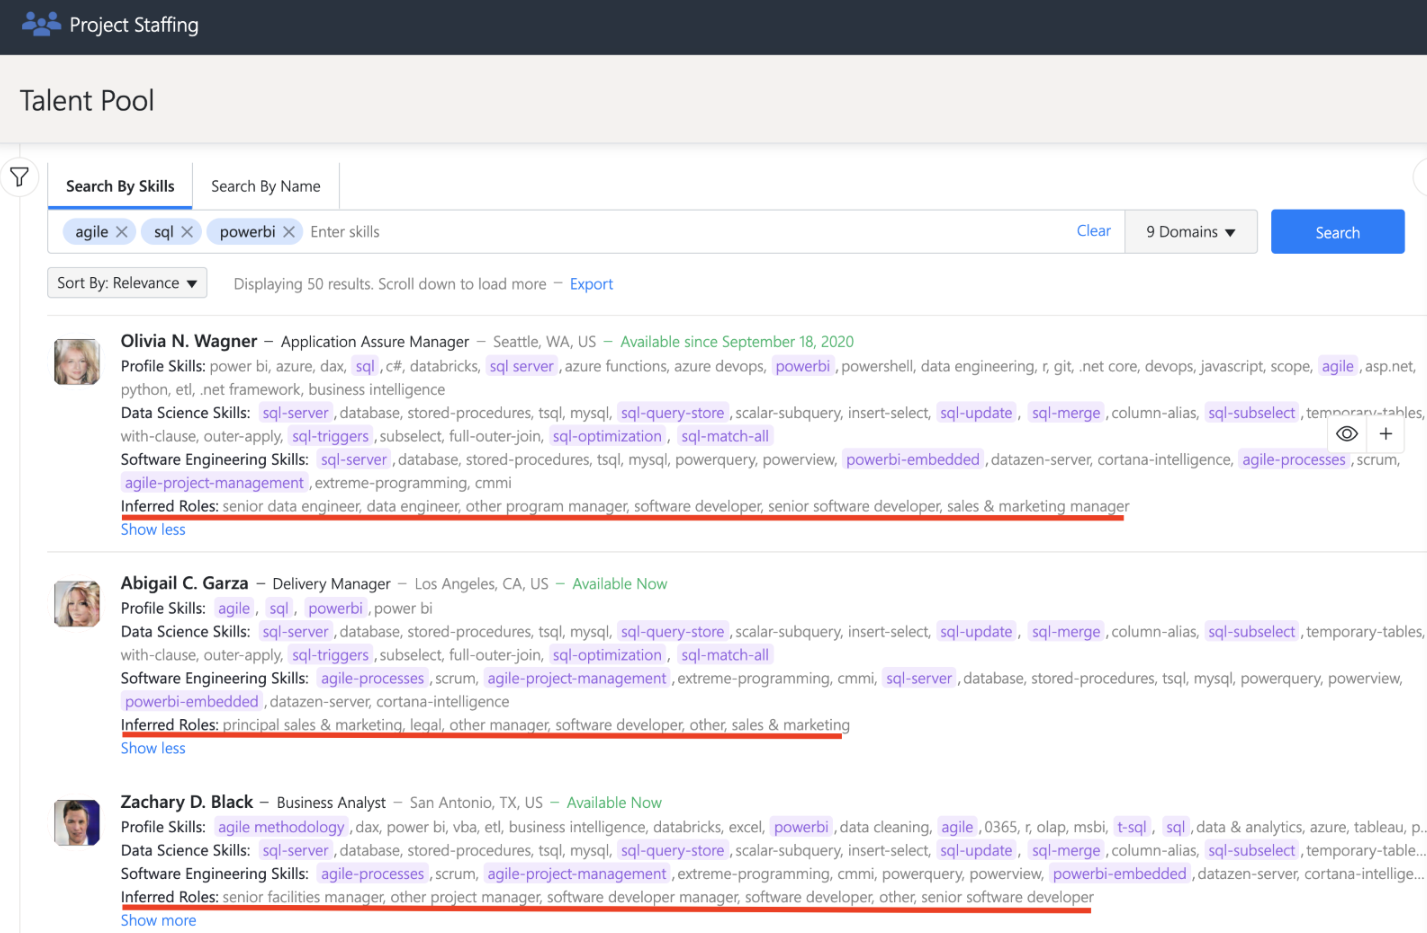 Project Staffing
Talent Pool
Search By Skills
Search By Name
agile × sql × powerbi × Enter skills
Clear
9 Domains ▼
Search
Sort By: Relevance ▼
Displaying 50 results. Scroll down to load more – Export
Olivia N. Wagner – Application Assure Manager – Seattle, WA, US – Available since September 18, 2020
Profile Skills: power bi, azure, dax, sql , c#, databricks, sql server , azure functions, azure devops, powerbi , powershell, data engineering, r, git, .net core, devops, javascript, scope, agile , asp.net,
python, etl, .net framework, business intelligence
Data Science Skills: sql-server , database, stored-procedures, tsql, mysql, sql-query-store , scalar-subquery, insert-select, sql-update , sql-merge , column-alias, sql-subselect , temporary-tables,
with-clause, outer-apply, sql-triggers , subselect, full-outer-join, sql-optimization , sql-match-all
Software Engineering Skills: sql-server , database, stored-procedures, tsql, mysql, powerquery, powerview, powerbi-embedded , datazen-server, cortana-intelligence, agile-processes , scrum,
agile-project-management , extreme-programming, cmmi
Inferred Roles: senior data engineer, data engineer, other program manager, software developer, senior software developer, sales & marketing manager
Show less
Abigail C. Garza – Delivery Manager – Los Angeles, CA, US – Available Now
Profile Skills: agile , sql , powerbi , power bi
Data Science Skills: sql-server , database, stored-procedures, tsql, mysql, sql-query-store , scalar-subquery, insert-select, sql-update , sql-merge , column-alias, sql-subselect , temporary-tables,
with-clause, outer-apply, sql-triggers , subselect, full-outer-join, sql-optimization , sql-match-all
Software Engineering Skills: agile-processes , scrum, agile-project-management , extreme-programming, cmmi, sql-server , database, stored-procedures, tsql, mysql, powerquery, powerview,
powerbi-embedded , datazen-server, cortana-intelligence
Inferred Roles: principal sales & marketing, legal, other manager, software developer, other, sales & marketing
Show less
Zachary D. Black – Business Analyst – San Antonio, TX, US – Available Now
Profile Skills: agile methodology , dax, power bi, vba, etl, business intelligence, databricks, excel, powerbi , data cleaning, agile , 0365, r, olap, msbi, t-sql , sql , data & analytics, azure, tableau, p...
Data Science Skills: sql-server , database, stored-procedures, tsql, mysql, sql-query-store , scalar-subquery, insert-select, sql-update , sql-merge , column-alias, sql-subselect , temporary-table...
Software Engineering Skills: agile-processes , scrum, agile-project-management , extreme-programming, cmmi, powerquery, powerview, powerbi-embedded , datazen-server, cortana-intellige...
Inferred Roles: senior facilities manager, other project manager, software developer manager, software developer, other, senior software developer
Show more